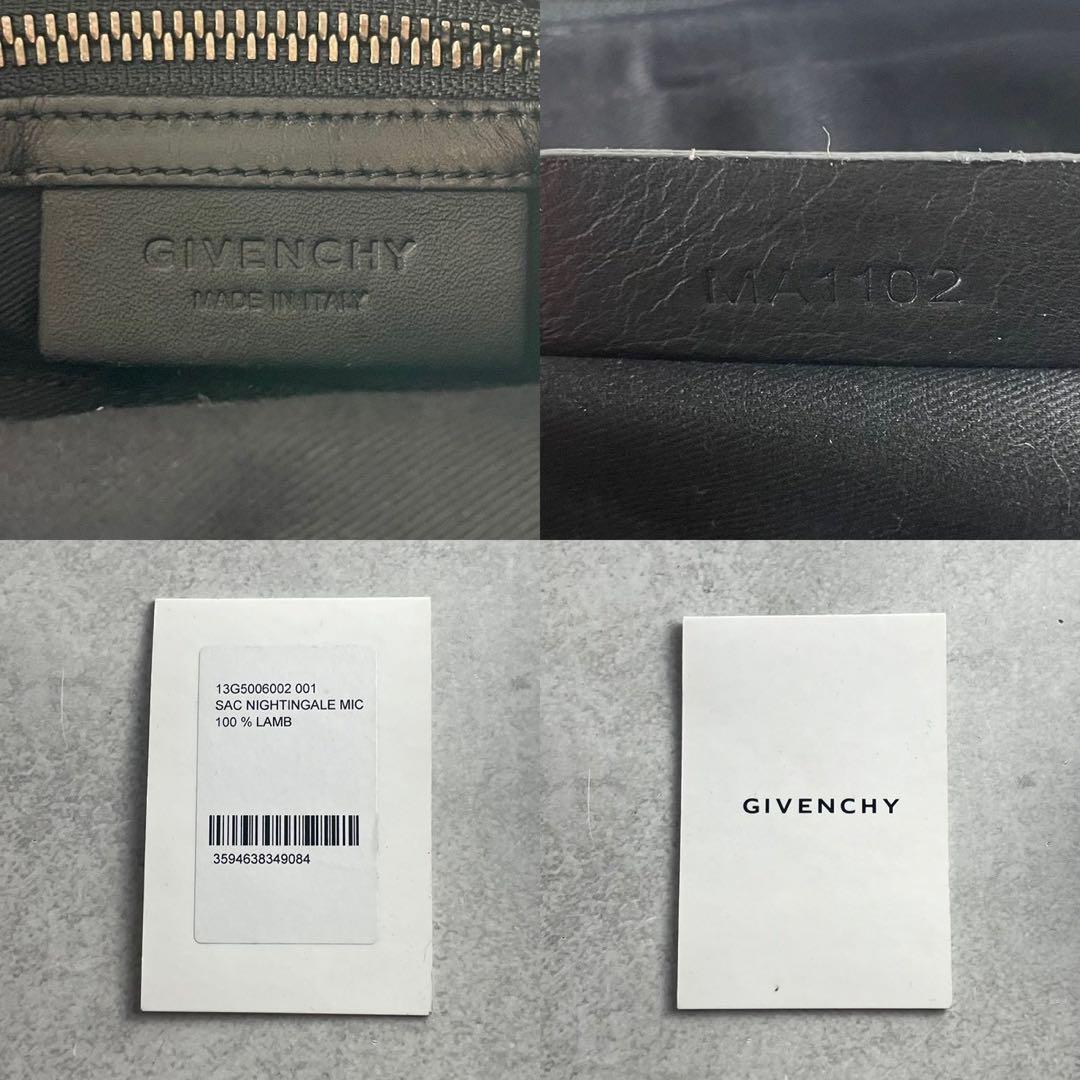 GIVENCHY
MADE IN ITALY
MA1102
13G5006002 001
SAC NIGHTINGALE MIC
100 % LAMB
3594638349084
GIVENCHY